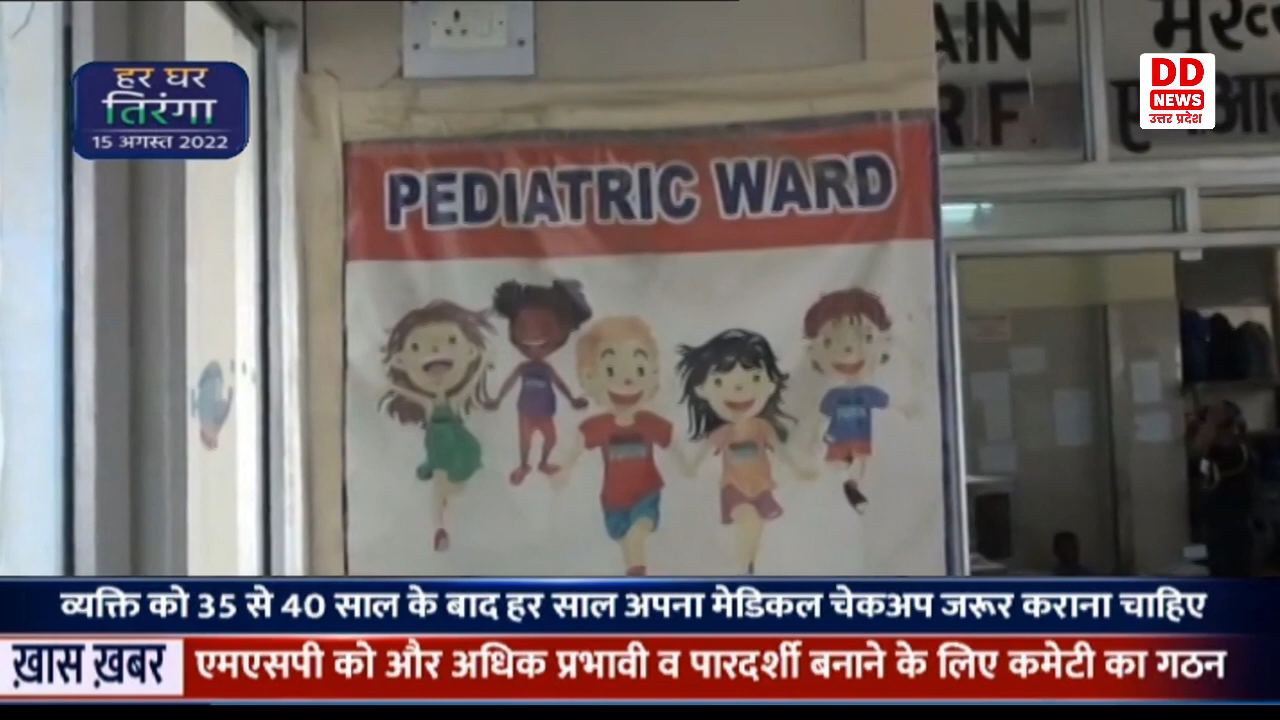 हर घर
तिरंगा
15 अगस्त 2022
DD
NEWS
उत्तर प्रदेश
PEDIATRIC WARD
व्यक्ति को 35 से 40 साल के बाद हर साल अपना मेडिकल चेकअप जरूर कराना चाहिए
ख़ास ख़बर
एमएसपी को और अधिक प्रभावी व पारदर्शी बनाने के लिए कमेटी का गठन